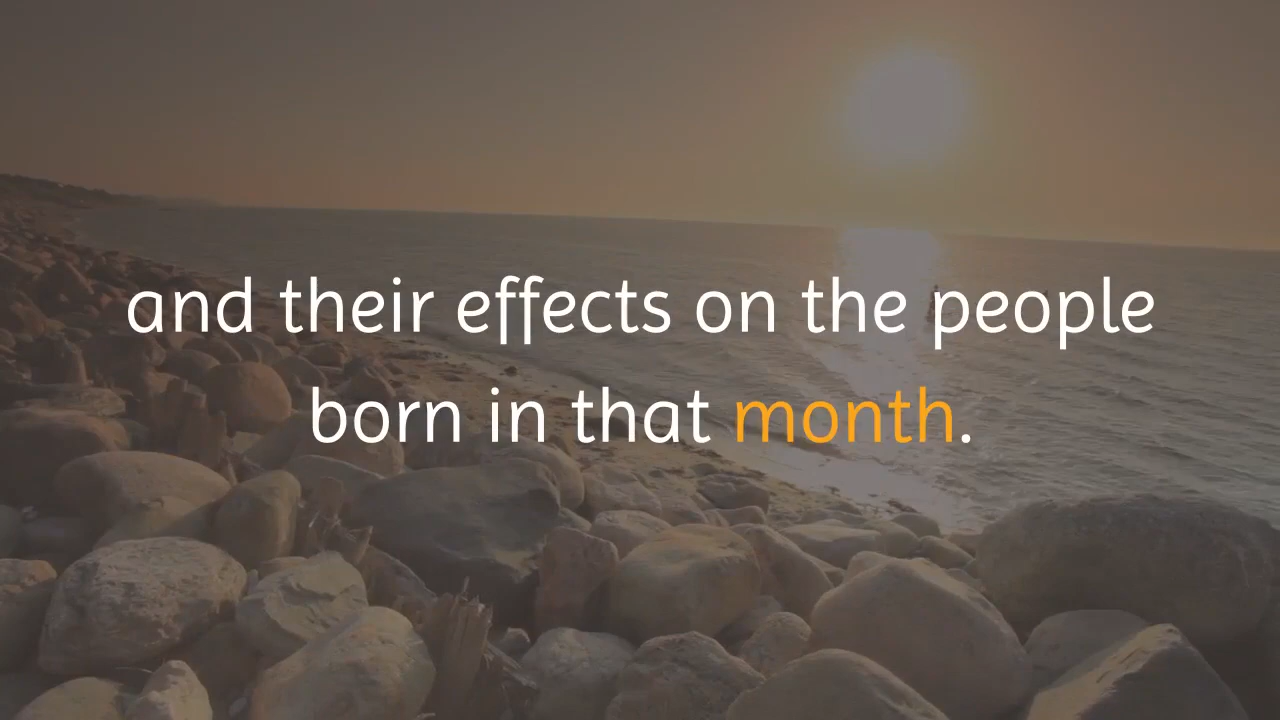 and their effects on the people
born in that month.